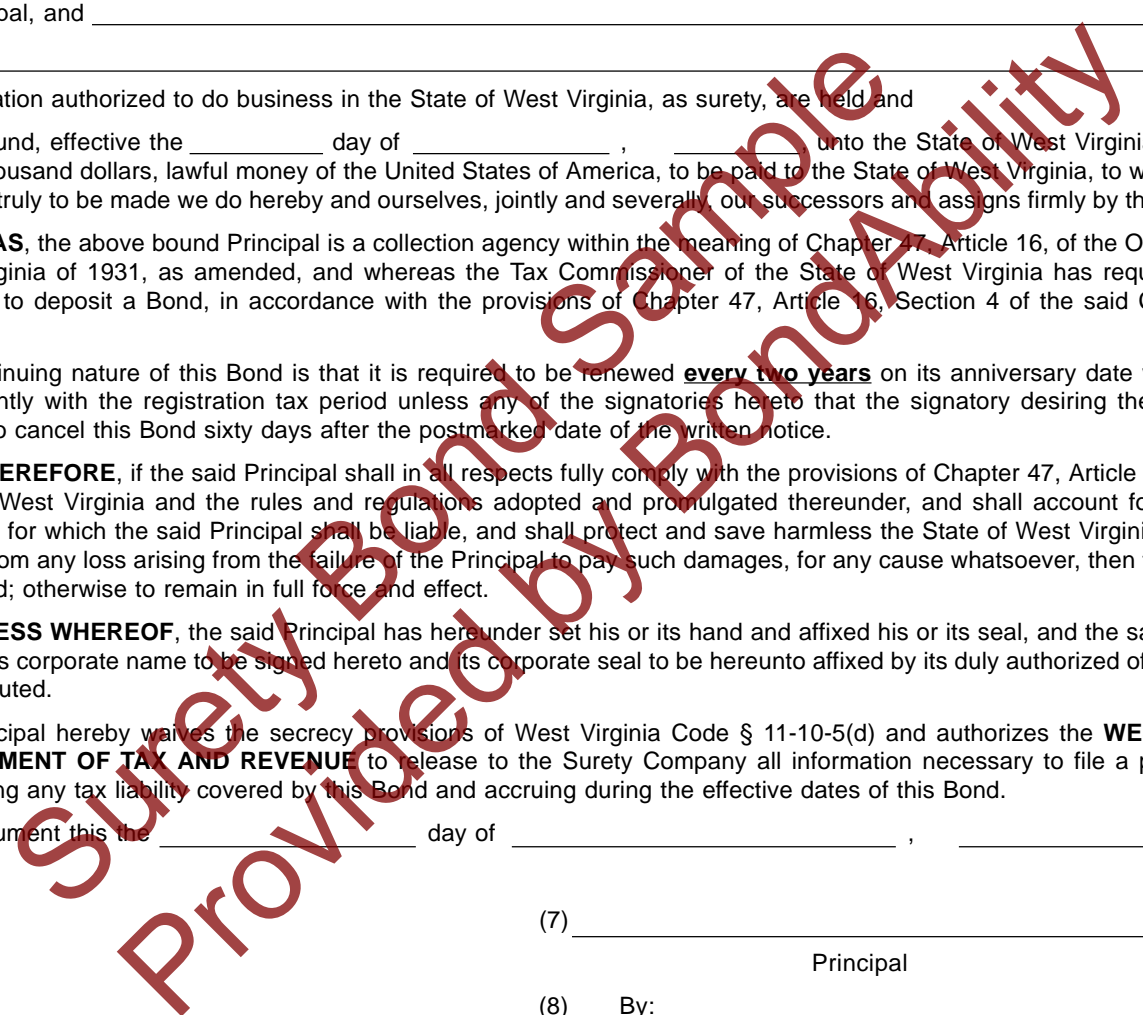 pal, and
ation authorized to do business in the State of West Virginia, as surety, are held and
und, effective the day of , , unto the State of West Virginia
ousand dollars, lawful money of the United States of America, to be paid to the State of West Virginia, to w
truly to be made we do hereby and ourselves, jointly and severally, our successors and assigns firmly by th
AS, the above bound Principal is a collection agency within the meaning of Chapter 47, Article 16, of the O
ginia of 1931, as amended, and whereas the Tax Commissioner of the State of West Virginia has requ
to deposit a Bond, in accordance with the provisions of Chapter 47, Article 16, Section 4 of the said C
inuing nature of this Bond is that it is required to be renewed every two years on its anniversary date
ntly with the registration tax period unless any of the signatories hereto that the signatory desiring the
o cancel this Bond sixty days after the postmarked date of the written notice.
EREFORE, if the said Principal shall in all respects fully comply with the provisions of Chapter 47, Article
West Virginia and the rules and regulations adopted and promulgated thereunder, and shall account fo
for which the said Principal shall be liable, and shall protect and save harmless the State of West Virgini
om any loss arising from the failure of the Principal to pay such damages, for any cause whatsoever, then
d; otherwise to remain in full force and effect.
ESS WHEREOF, the said Principal has hereunder set his or its hand and affixed his or its seal, and the sa
s corporate name to be signed hereto and its corporate seal to be hereunto affixed by its duly authorized of
uted.
cipal hereby waives the secrecy provisions of West Virginia Code § 11-10-5(d) and authorizes the WE
MENT OF TAX AND REVENUE to release to the Surety Company all information necessary to file a p
ng any tax liability covered by this Bond and accruing during the effective dates of this Bond.
ument this the day of ,
(7)
Principal
(8) By:
Surety Bond Sample
Provided by BondAbility